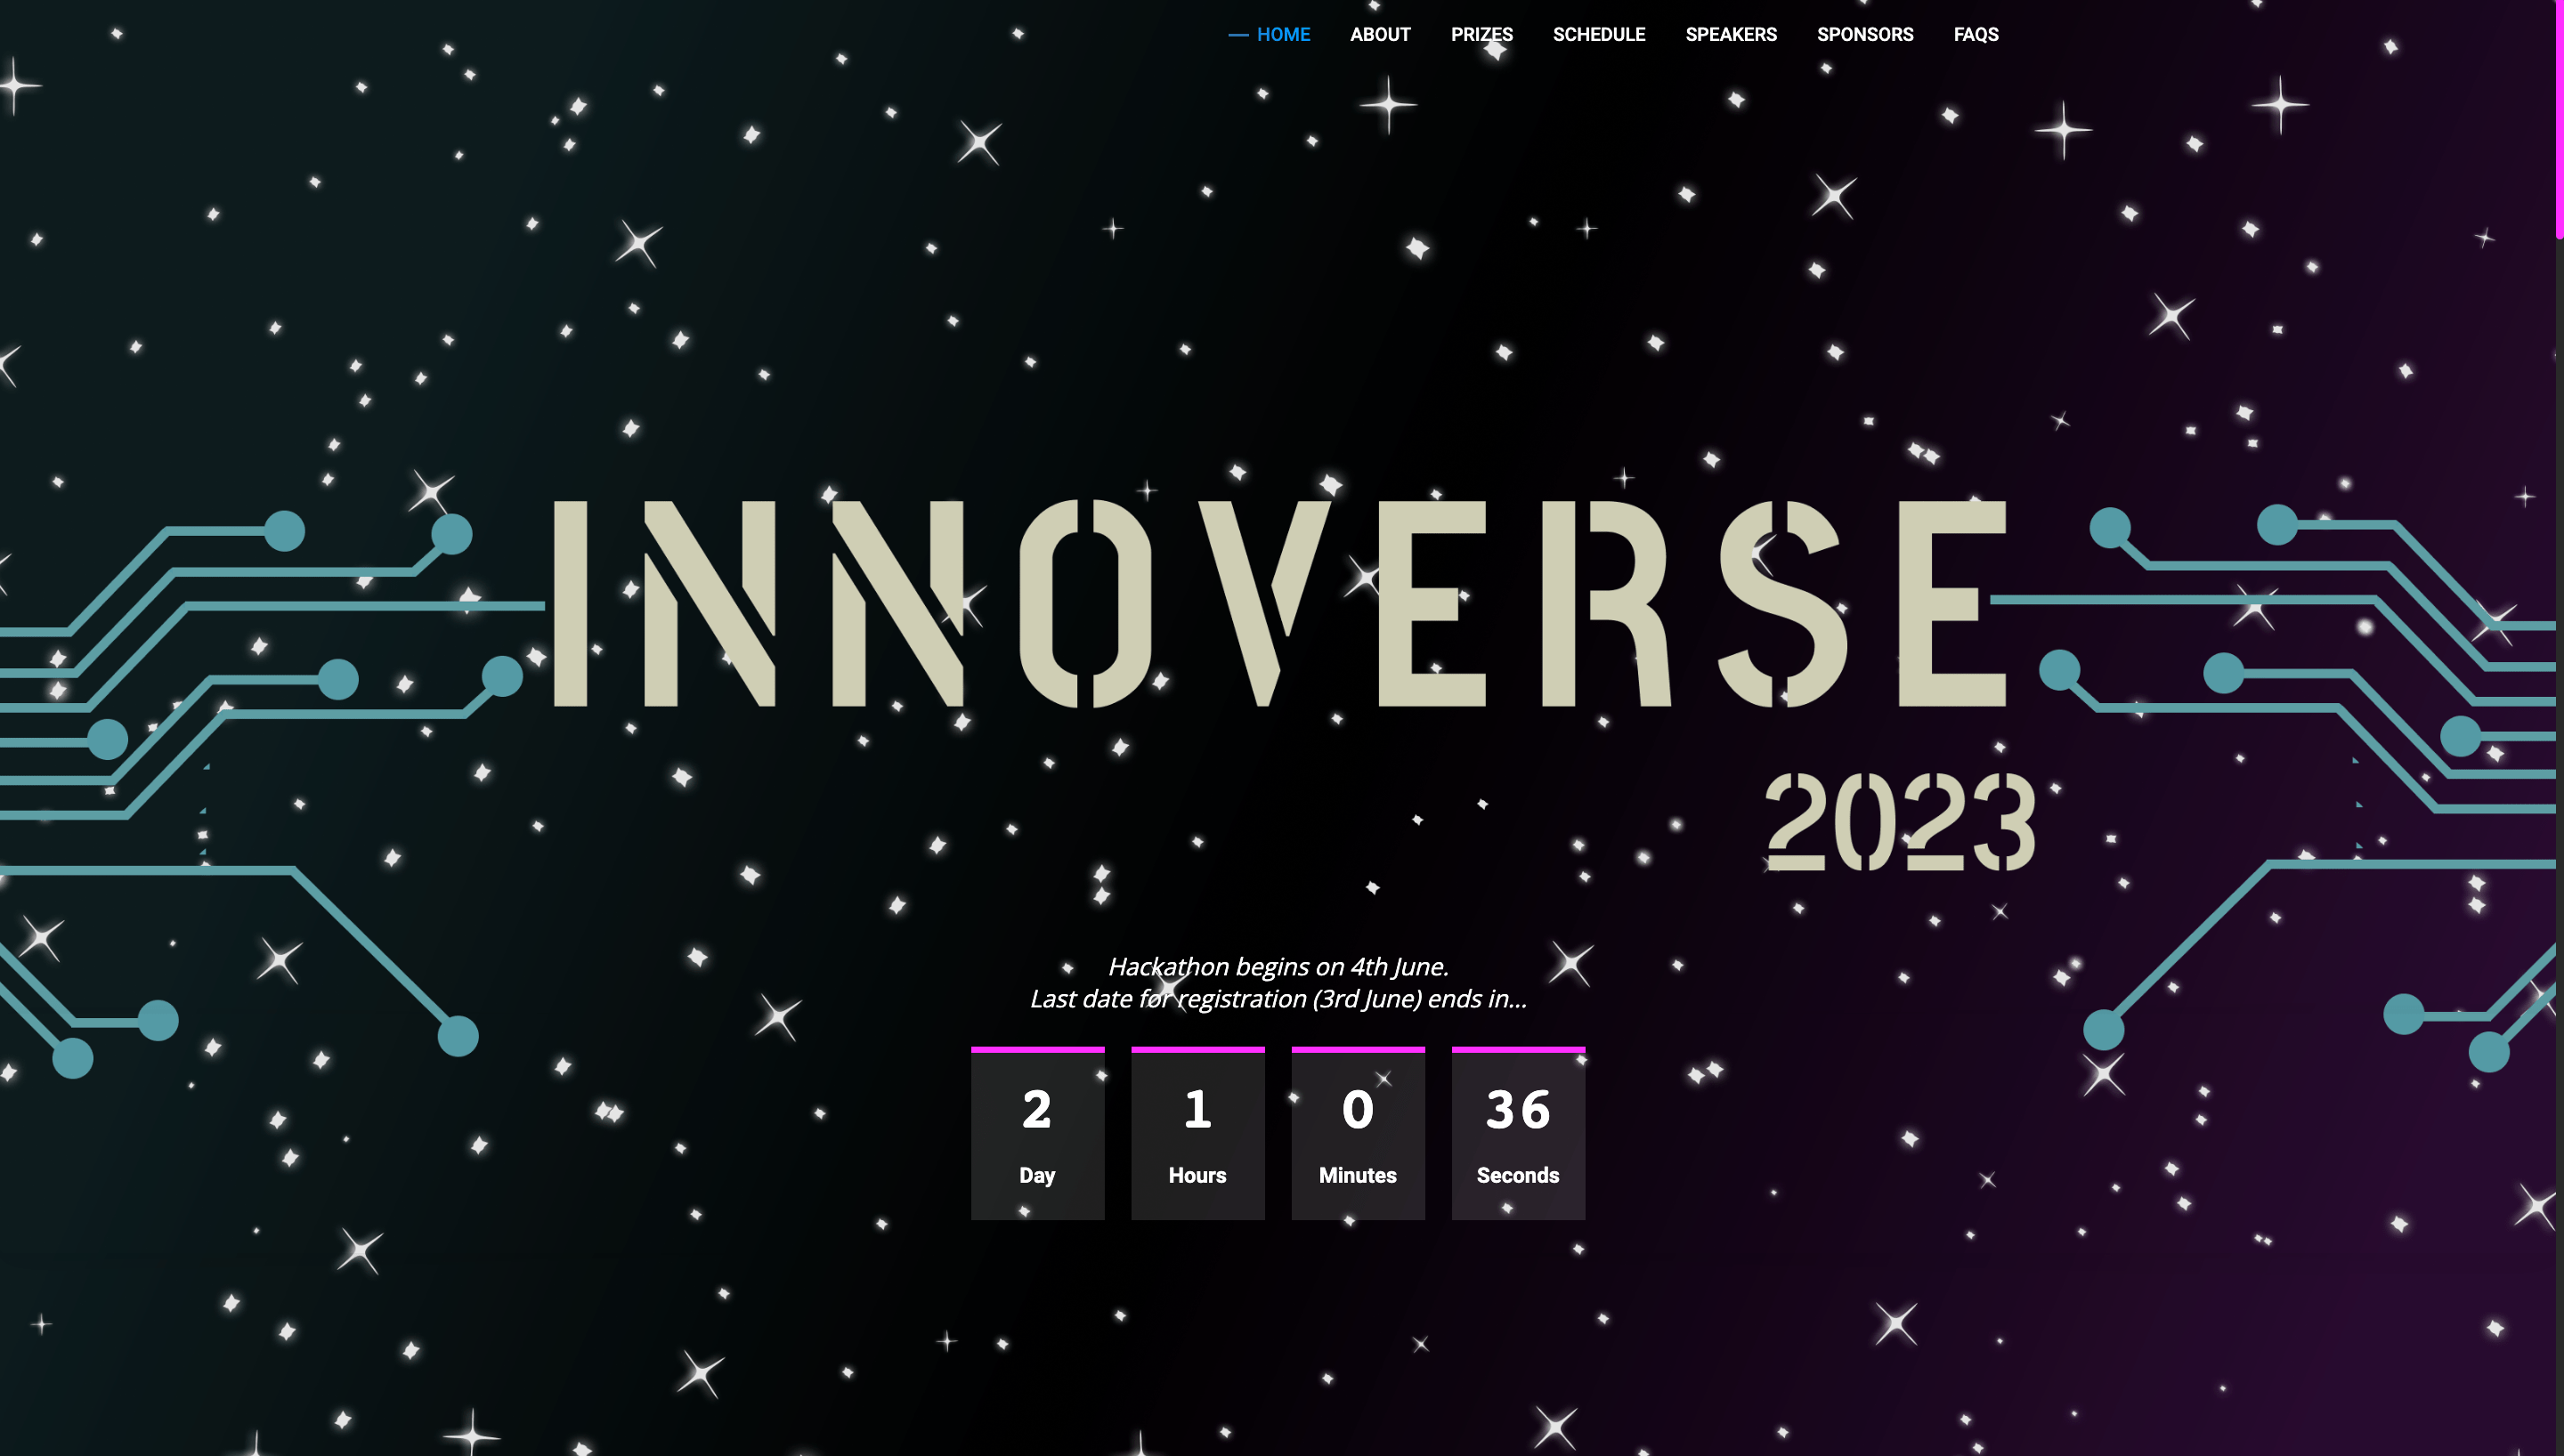 HOME ABOUT PRIZES SCHEDULE SPEAKERS SPONSORS FAQS
INNOVERSE
2023
Hackathon begins on 4th June.
Last date for registration (3rd June) ends in...
2 1 0 36
Day Hours Minutes Seconds